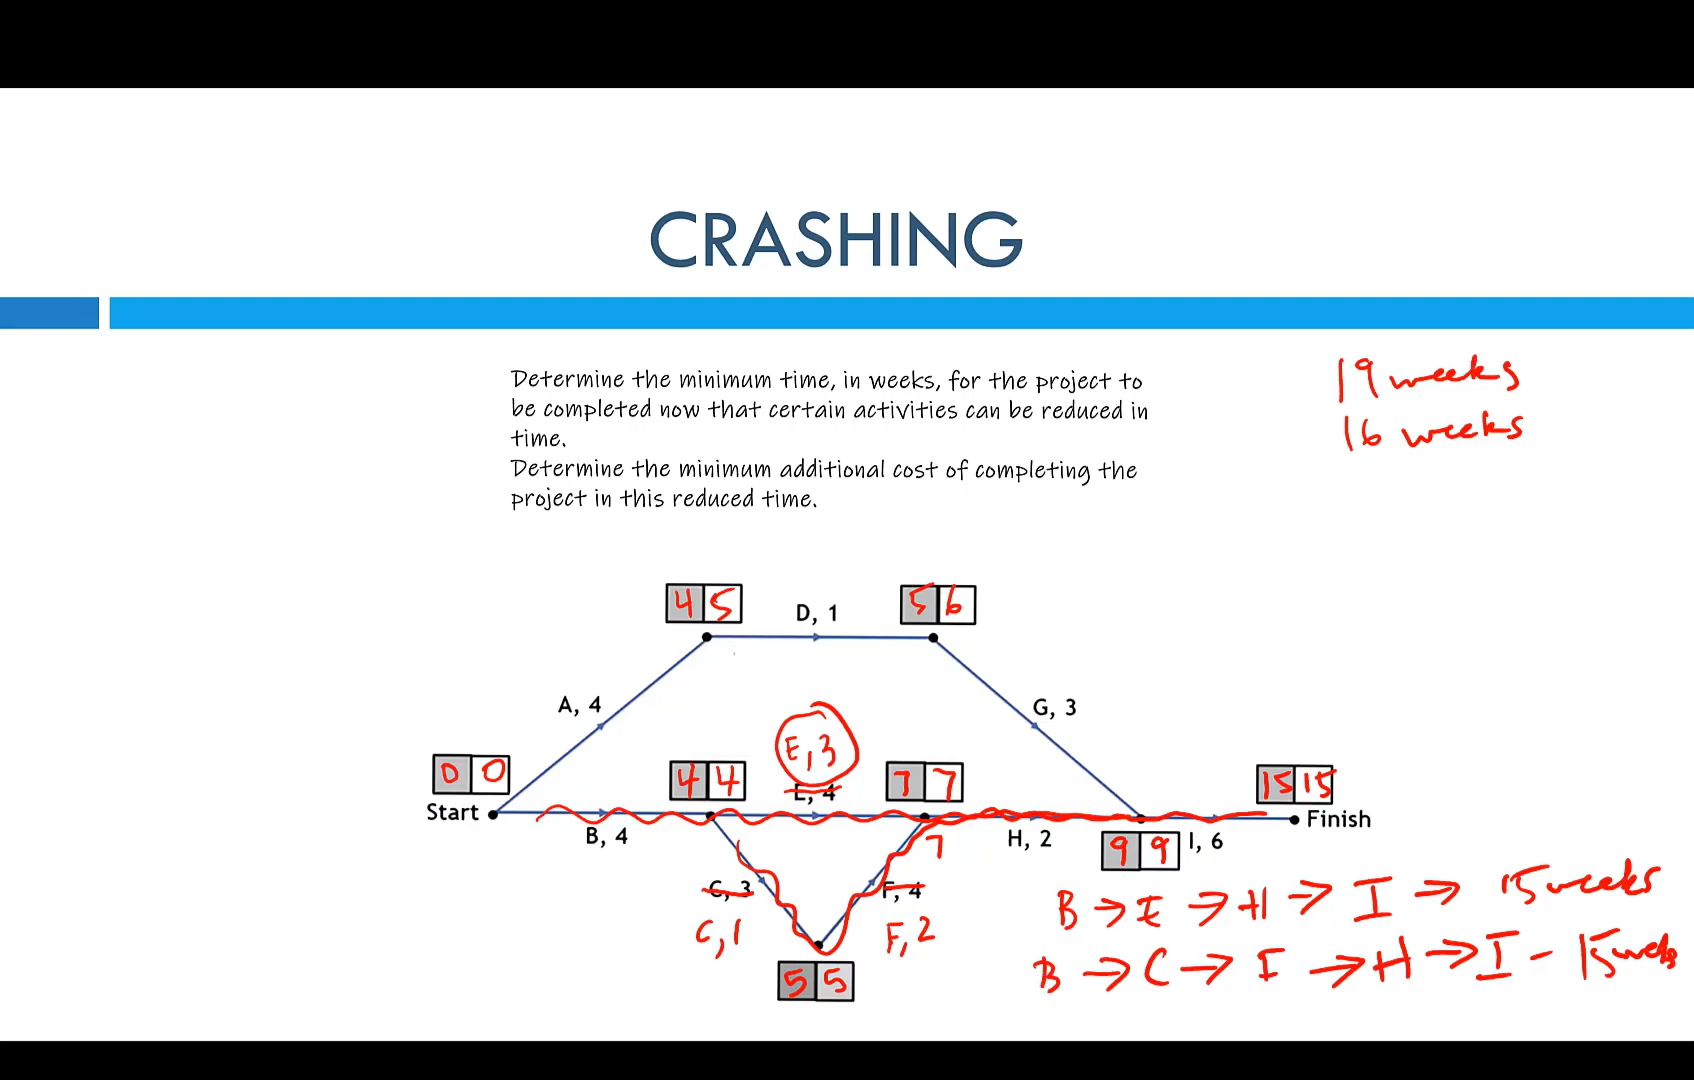 CRASHING
Determine the minimum time, in weeks, for the project to
be completed now that certain activities can be reduced in
time.
Determine the minimum additional cost of completing the
project in this reduced time.
19 weeks
16 weeks
4 5
D, 1
5 6
A, 4
G, 3
E, 3
0 0
4 4
E, 4
7 7
15 15
Start
B, 4
7
H, 2
9 9
I, 6
Finish
C, 3
F, 4
C, 1
F, 2
5 5
B → E → H → I → 15 weeks
B → C → F → H → I - 15 weeks